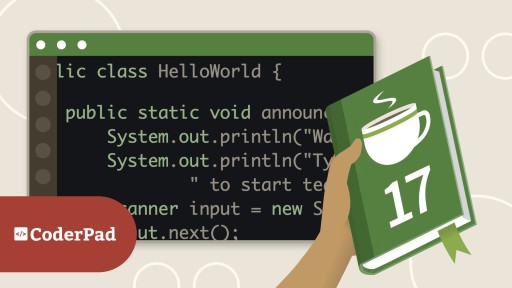 lic class HelloWorld {
public static void announ
System.out.println("Wa
System.out.println("Ty
" to start te
anner input = new S
ut.next();
CoderPad
17